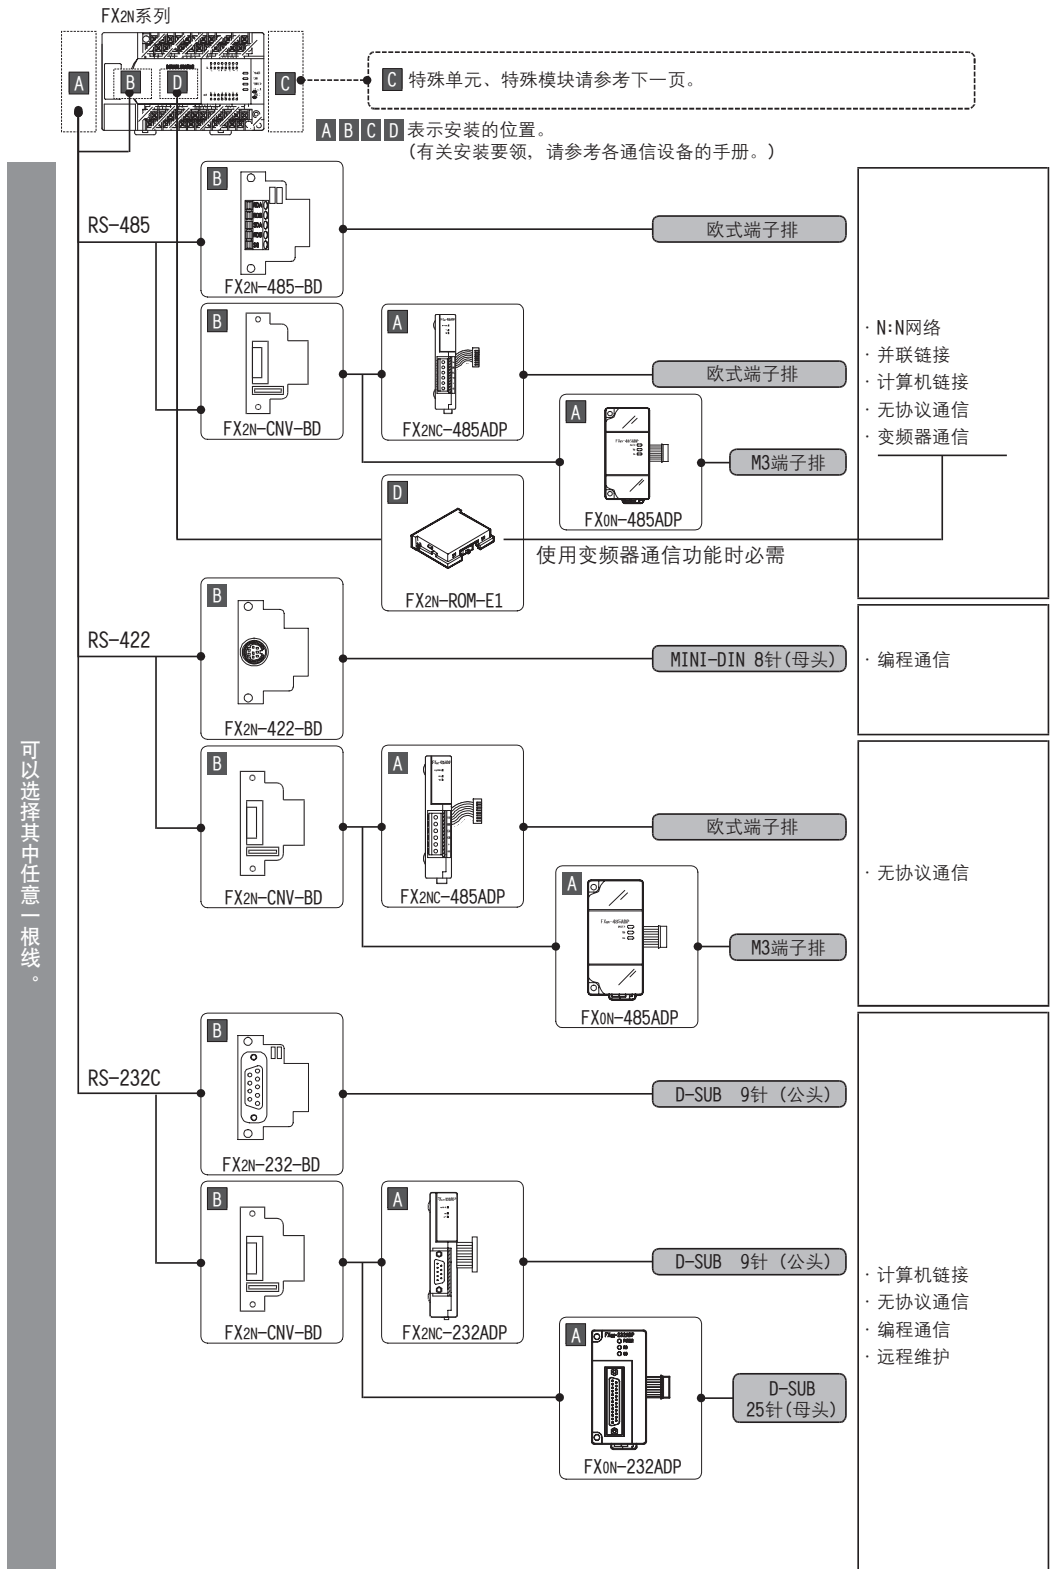 FX2N系列
A
B
D
C
C 特殊单元、特殊模块请参考下一页。
A B C D 表示安装的位置。
(有关安装要领, 请参考各通信设备的手册。)
可以选择其中任意一根线。
RS-485
B
FX2N-485-BD
欧式端子排
B
FX2N-CNV-BD
A
FX2NC-485ADP
欧式端子排
A
FX0N-485ADP
M3端子排
· N:N网络
· 并联链接
· 计算机链接
· 无协议通信
· 变频器通信
D
FX2N-ROM-E1
使用变频器通信功能时必需
RS-422
B
FX2N-422-BD
MINI-DIN 8针(母头)
· 编程通信
B
FX2N-CNV-BD
A
FX2NC-485ADP
欧式端子排
A
FX0N-485ADP
M3端子排
· 无协议通信
RS-232C
B
FX2N-232-BD
D-SUB 9针 (公头)
B
FX2N-CNV-BD
A
FX2NC-232ADP
D-SUB 9针 (公头)
A
FX0N-232ADP
D-SUB
25针(母头)
· 计算机链接
· 无协议通信
· 编程通信
· 远程维护